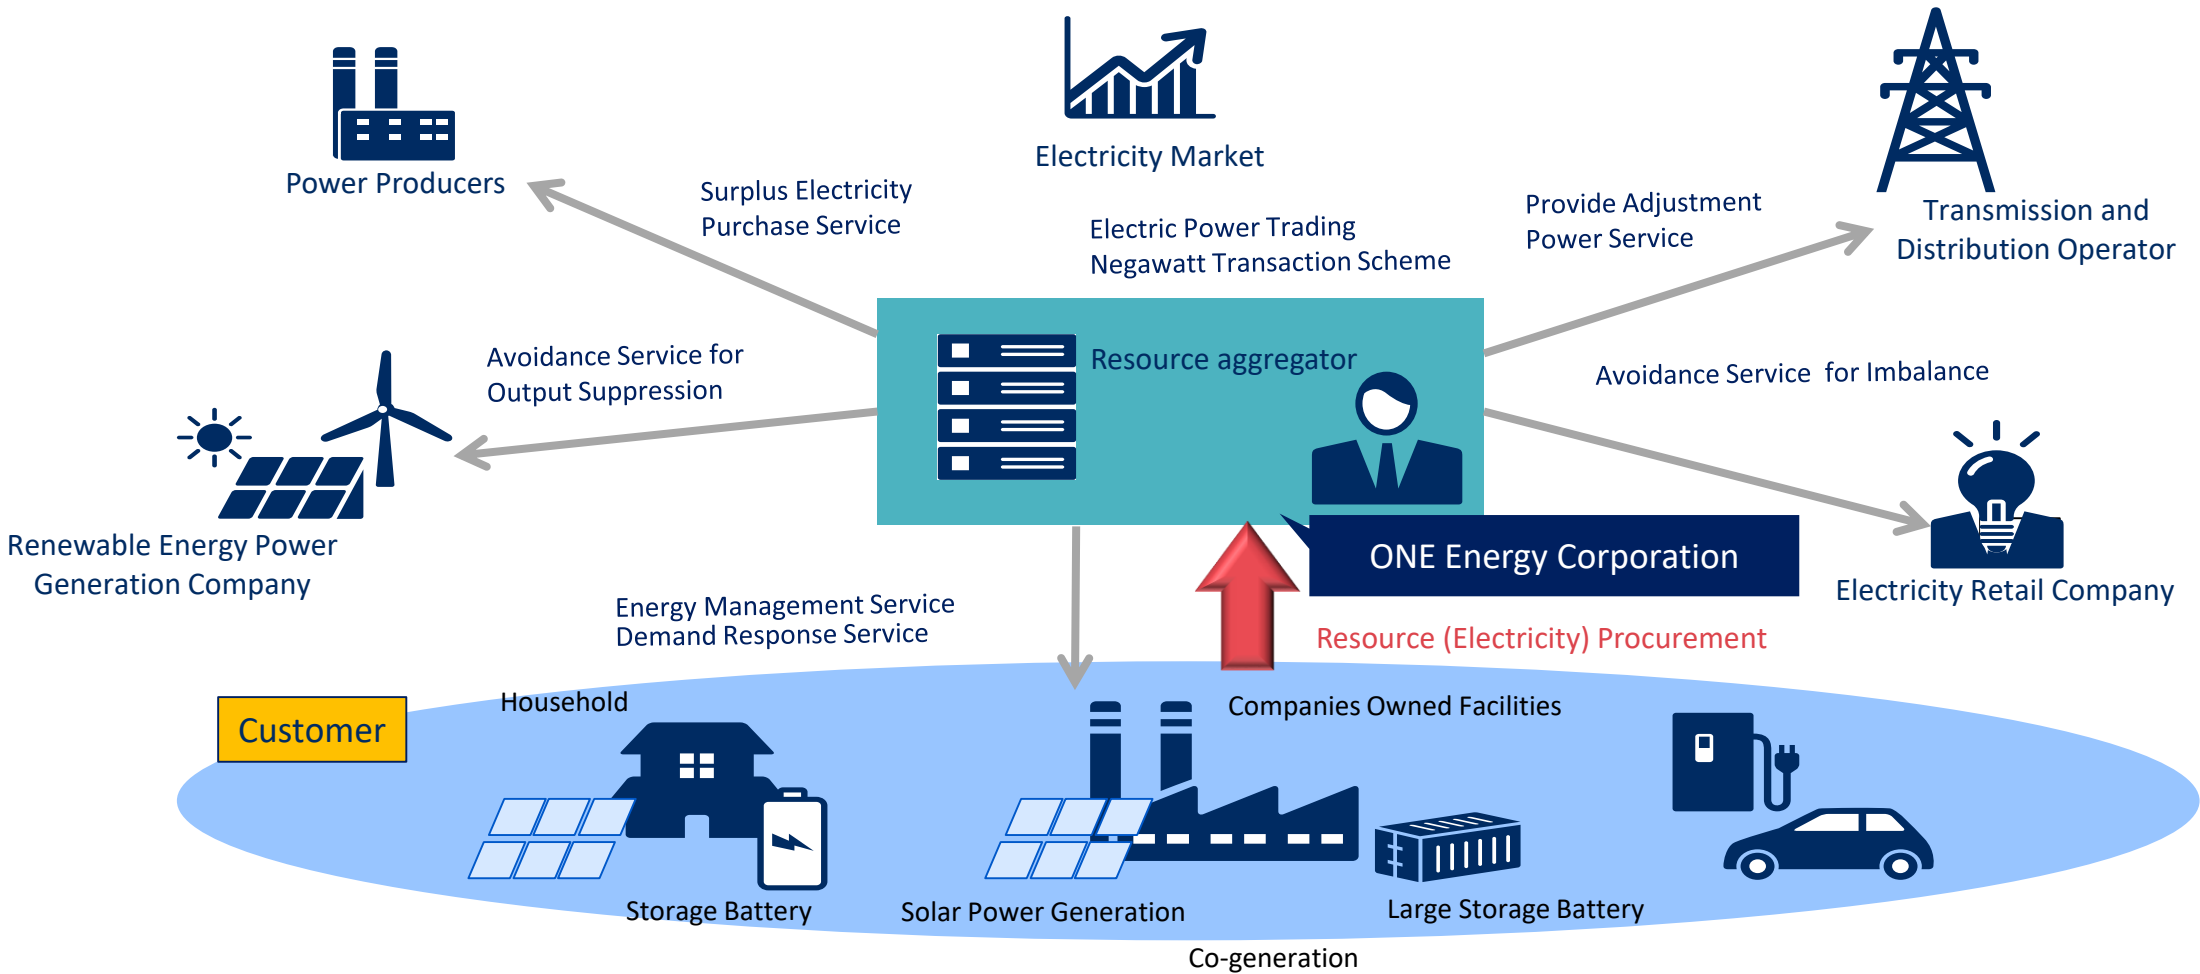 Electricity Market
Power Producers
Surplus Electricity
Purchase Service
Electric Power Trading
Negawatt Transaction Scheme
Provide Adjustment
Power Service
Transmission and
Distribution Operator
Avoidance Service for
Output Suppression
Resource aggregator
Avoidance Service for Imbalance
Renewable Energy Power
Generation Company
ONE Energy Corporation
Electricity Retail Company
Energy Management Service
Demand Response Service
Resource (Electricity) Procurement
Customer
Household
Companies Owned Facilities
Storage Battery
Solar Power Generation
Large Storage Battery
Co-generation